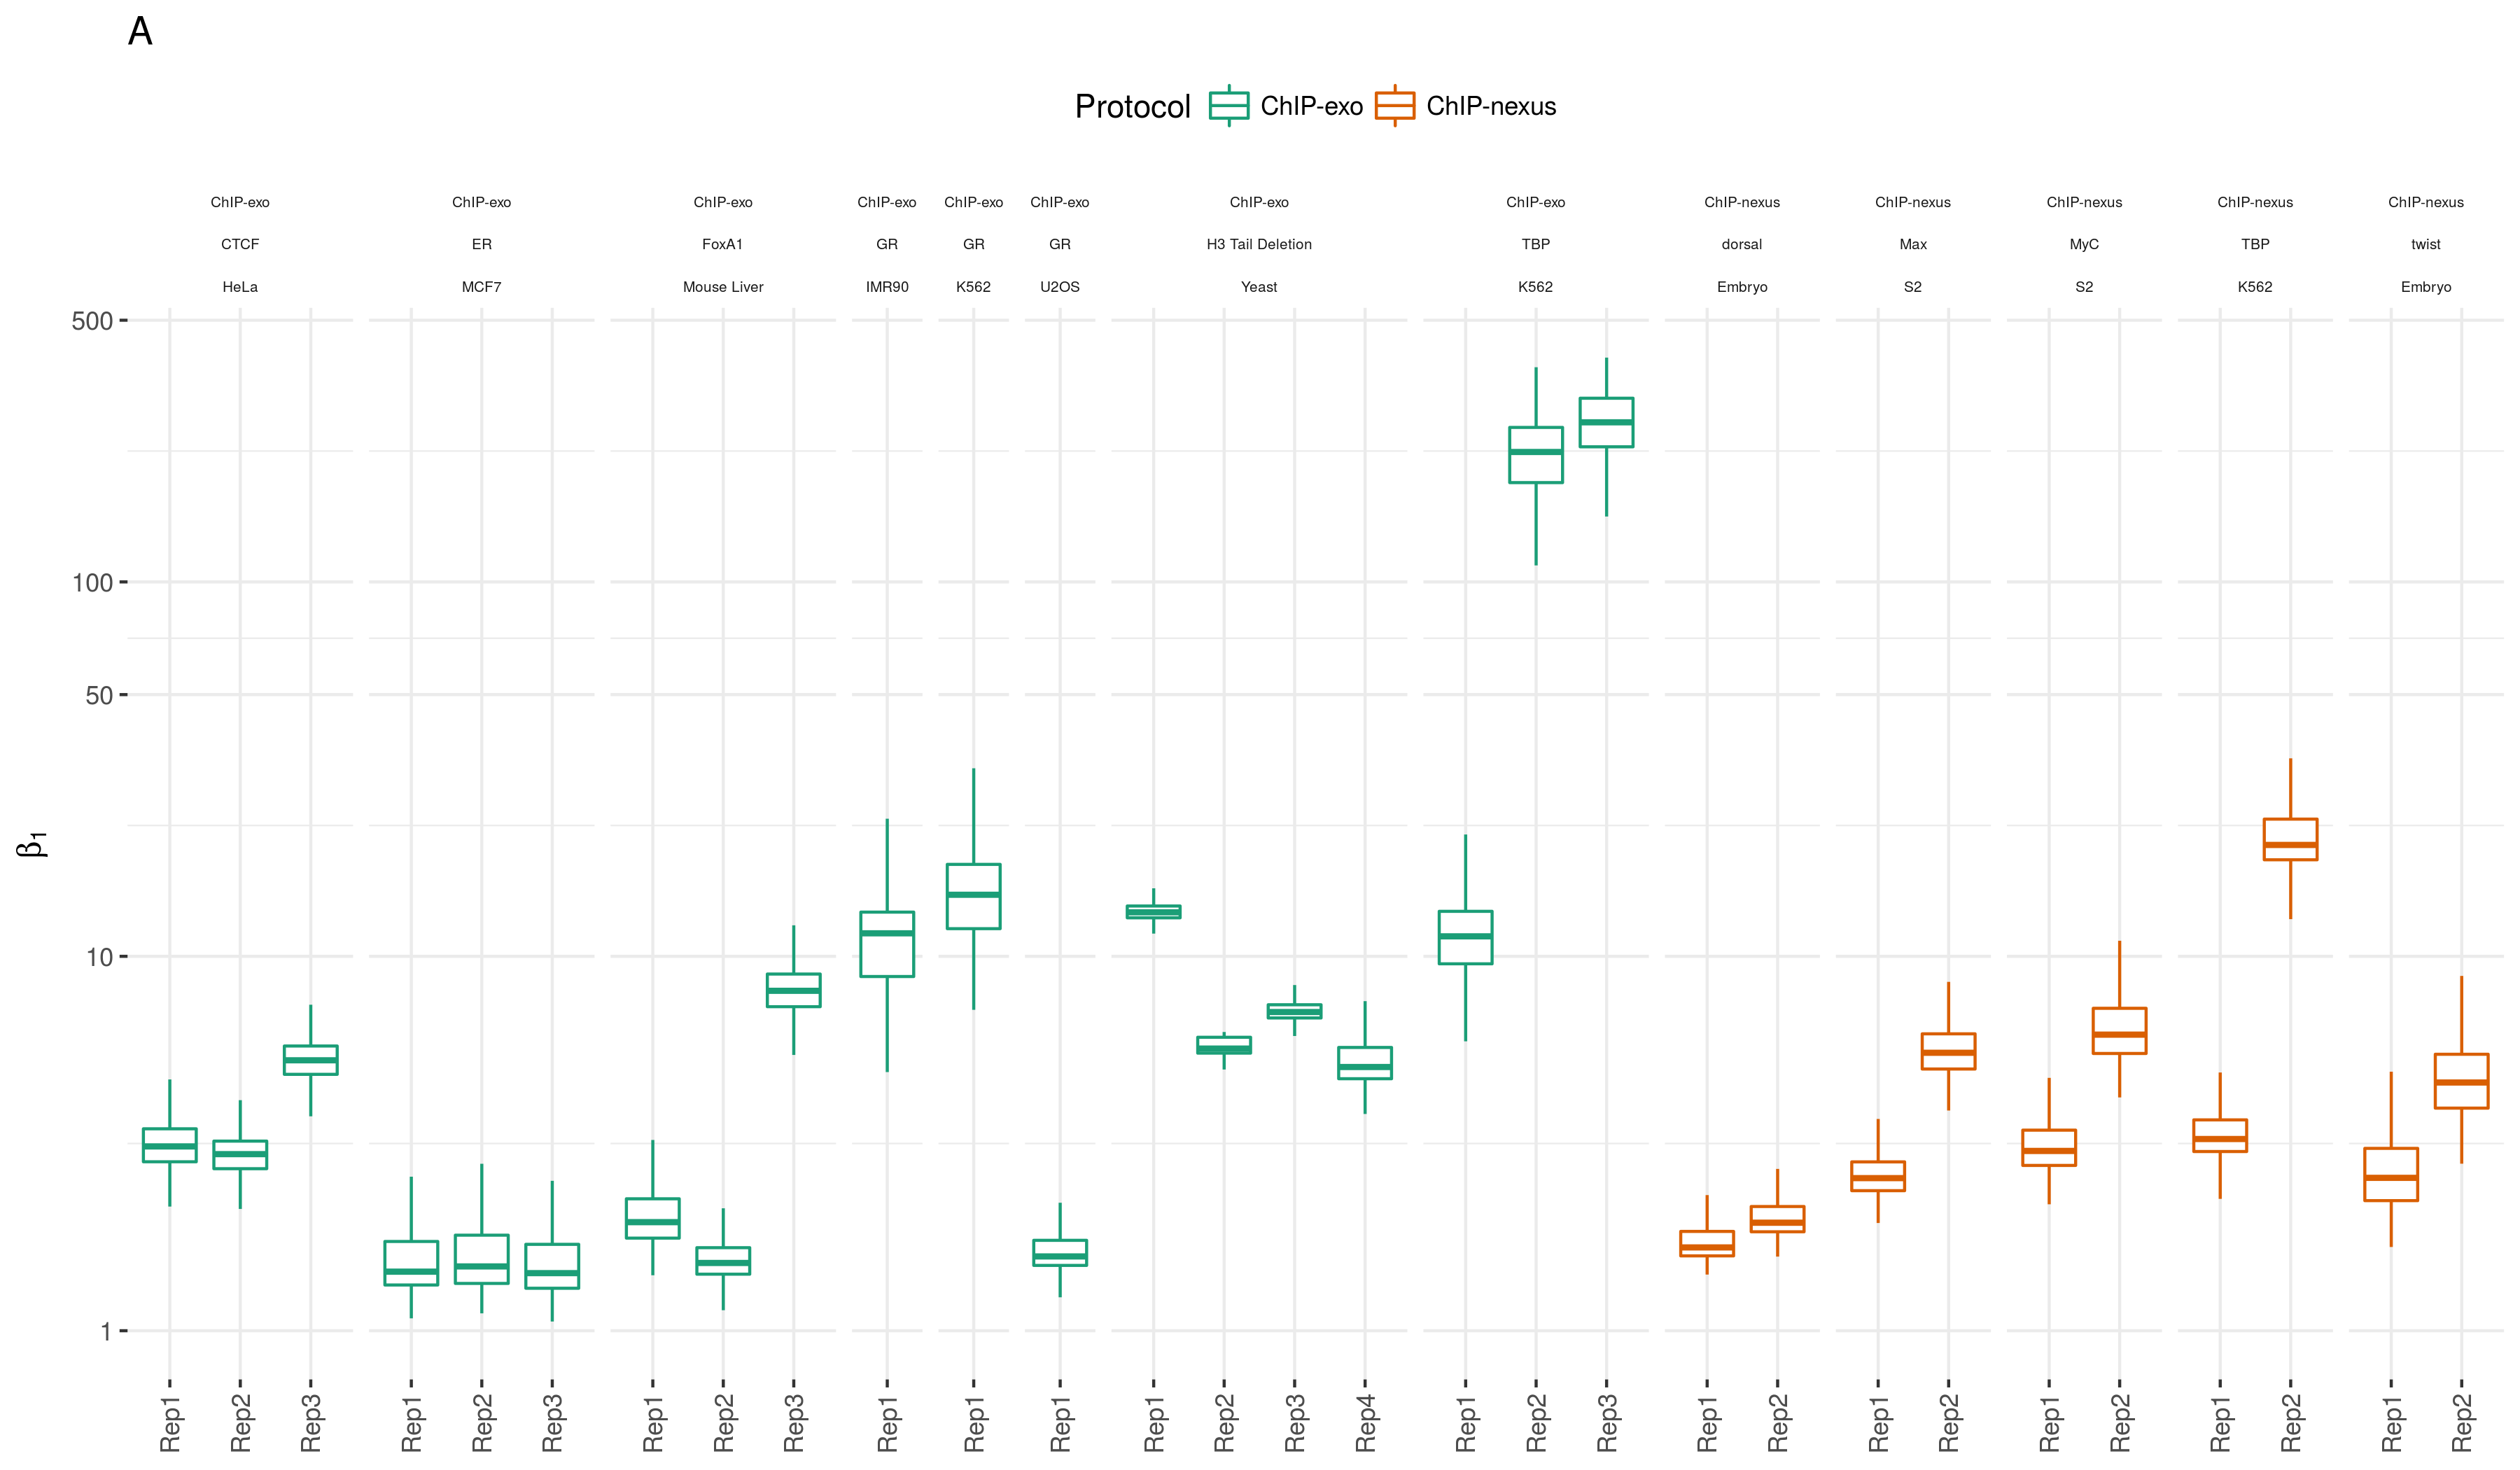 A
Protocol ChIP-exo ChIP-nexus
ChIP-exo ChIP-exo ChIP-exo ChIP-exo ChIP-exo ChIP-exo ChIP-exo ChIP-exo ChIP-nexus ChIP-nexus ChIP-nexus ChIP-nexus ChIP-nexus
CTCF ER FoxA1 GR GR GR H3 Tail Deletion TBP dorsal Max MyC TBP twist
HeLa MCF7 Mouse Liver IMR90 K562 U2OS Yeast K562 Embryo S2 S2 K562 Embryo
500
100
50
10
1
β1
Rep1 Rep2 Rep3 Rep1 Rep2 Rep3 Rep1 Rep2 Rep3 Rep1 Rep1 Rep1 Rep1 Rep2 Rep3 Rep4 Rep1 Rep2 Rep3 Rep1 Rep2 Rep1 Rep2 Rep1 Rep2 Rep1 Rep2 Rep1 Rep2